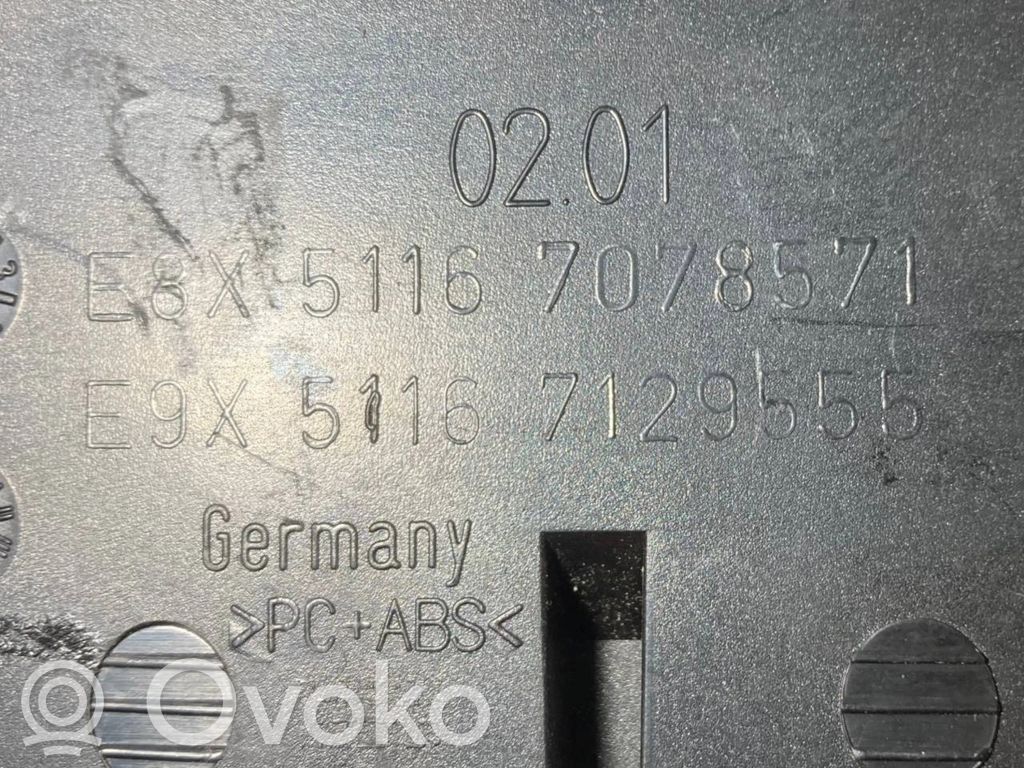 02.01
E8X 5116 7078571
E9X 5116 7129555
Germany
>PC+ABS<
Ovoko